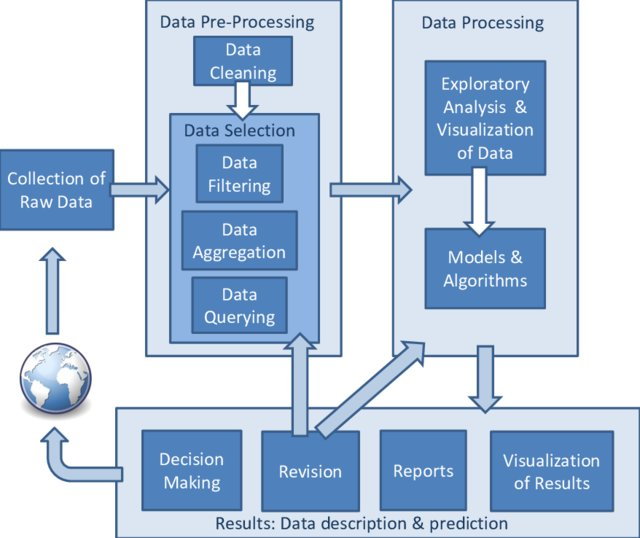 Data Pre-Processing
Data
Cleaning
Data Selection
Data
Filtering
Data
Aggregation
Data
Querying
Data Processing
Exploratory
Analysis & 
Visualization
of Data
Models &
Algorithms
Collection of
Raw Data
Decision
Making
Revision
Reports
Visualization
of Results
Results: Data description & prediction